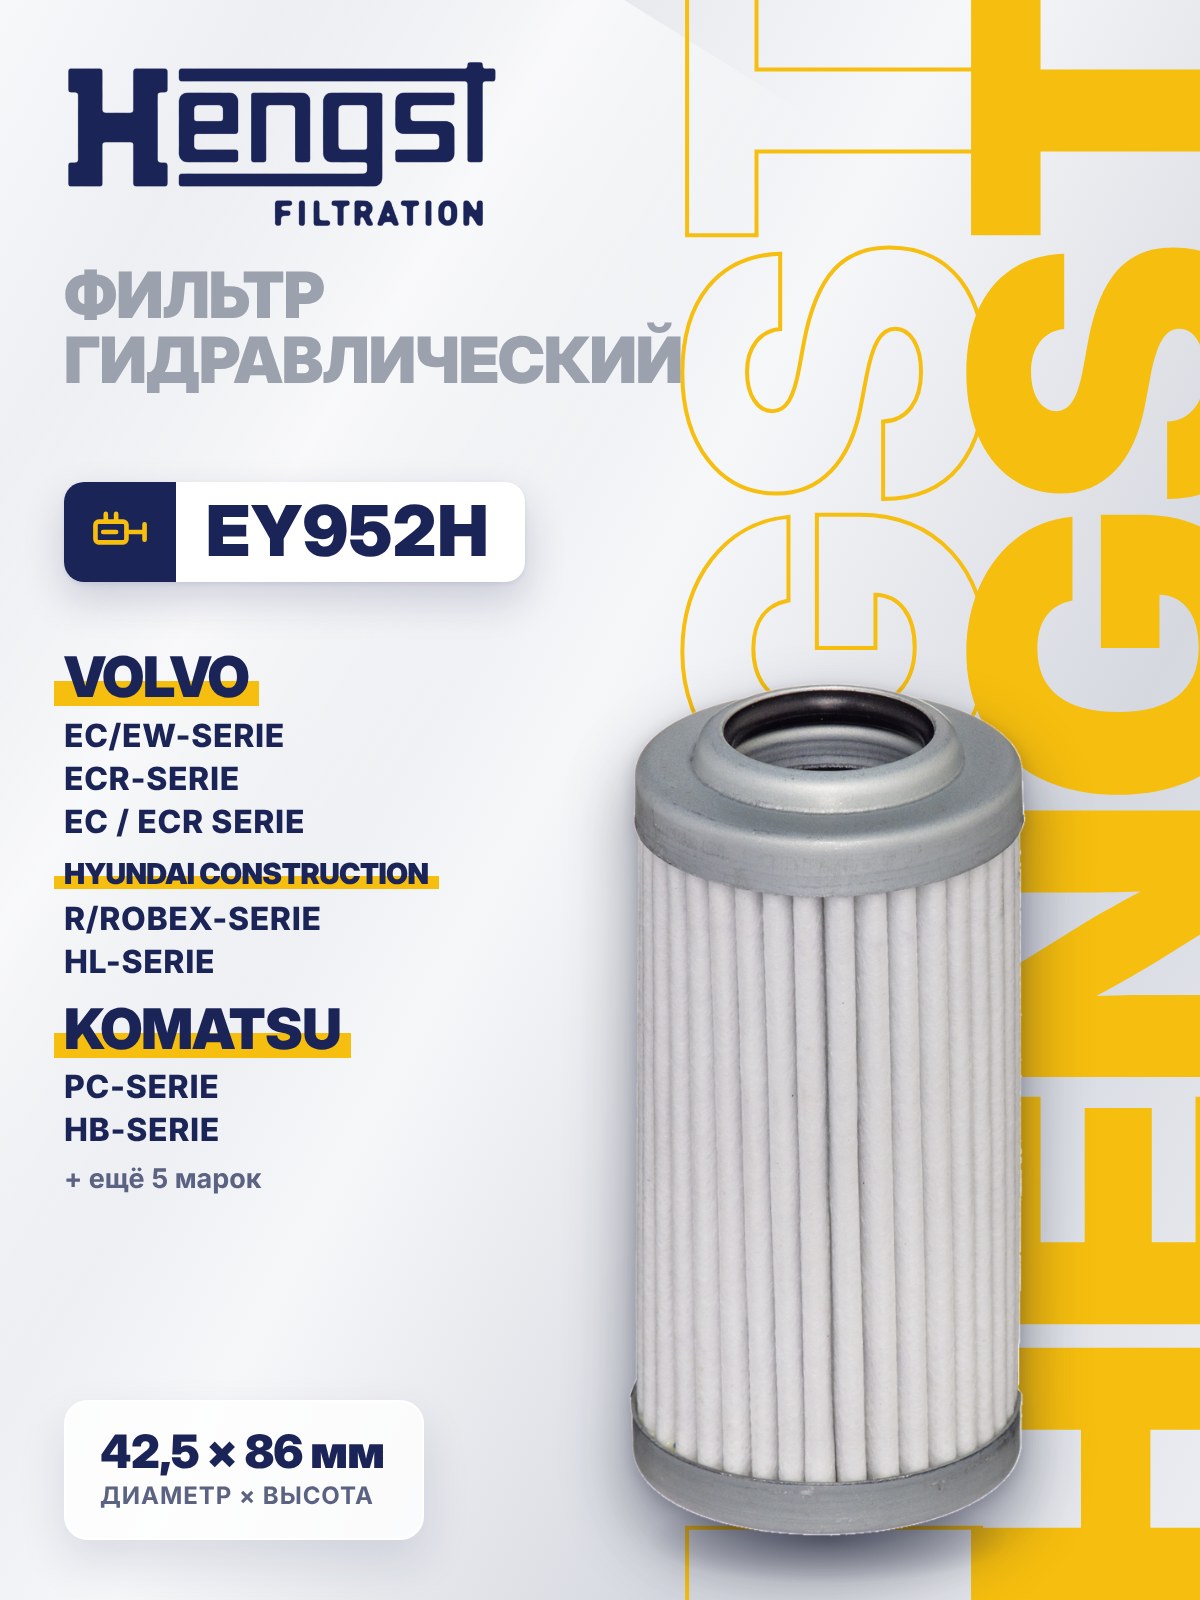 Hengst
FILTRATION
ФИЛЬТР
ГИДРАВЛИЧЕСКИЙ
EY952H
VOLVO
EC/EW-SERIE
ECR-SERIE
EC / ECR SERIE
HYUNDAI CONSTRUCTION
R/ROBEX-SERIE
HL-SERIE
KOMATSU
PC-SERIE
HB-SERIE
+ ещё 5 марок
42,5 × 86 мм
ДИАМЕТР × ВЫСОТА
HENGST
HENGST